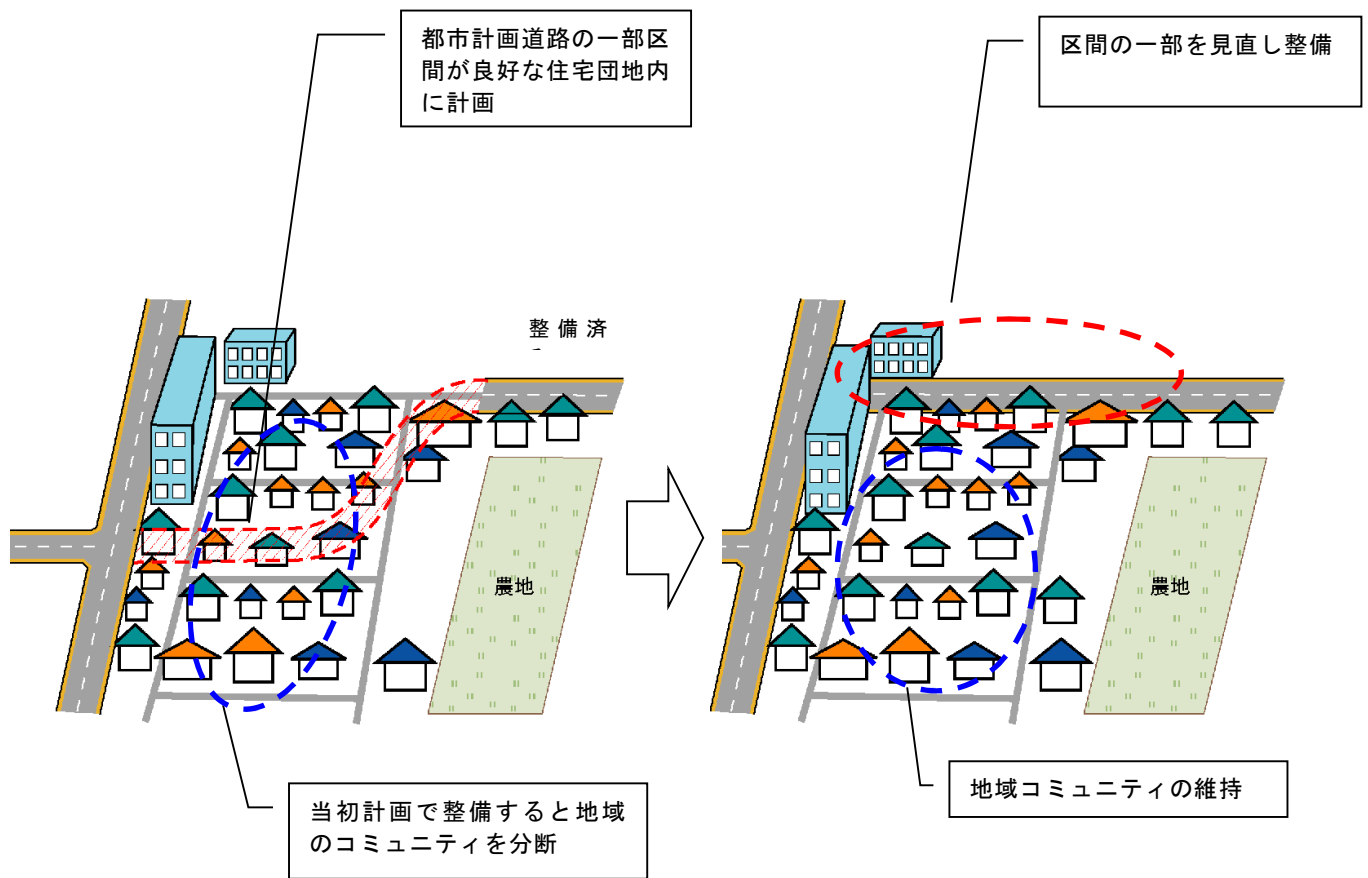 都市計画道路の一部区
間が良好な住宅団地内
に計画
区間の一部を見直し整備
整備済
農地
農地
当初計画で整備すると地域
のコミュニティを分断
地域コミュニティの維持